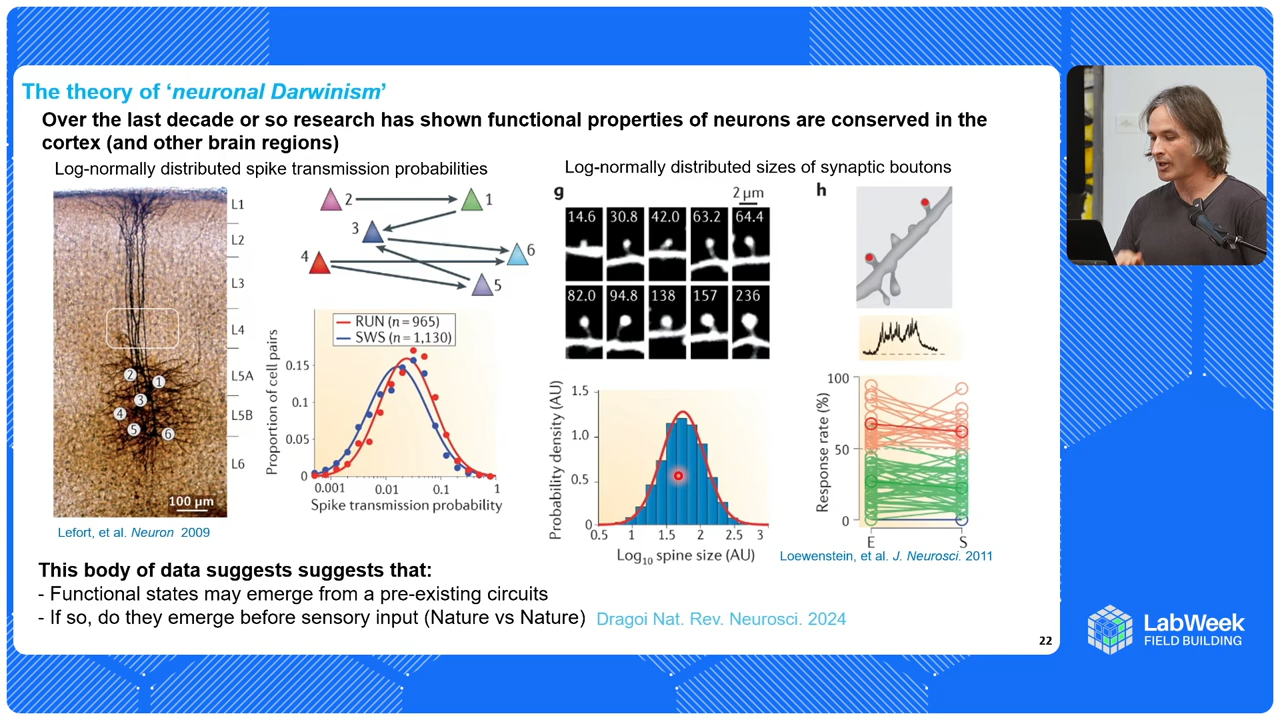 The theory of ‘neuronal Darwinism’
Over the last decade or so research has shown functional properties of neurons are conserved in the
cortex (and other brain regions)
Log-normally distributed spike transmission probabilities
L1
L2
L3
L4
L5A
L5B
L6
2
1
3
4
5
6
100 µm
Lefort, et al. Neuron 2009
2
1
3
4
6
5
RUN (n = 965)
SWS (n = 1,130)
Proportion of cell pairs
0.15
0.1
0.05
0
0.001
0.01
0.1
1
Spike transmission probability
Log-normally distributed sizes of synaptic boutons
g
2 µm
14.6 30.8 42.0 63.2 64.4
82.0 94.8 138 157 236
Probability density (AU)
1.5
1.0
0.5
0
0.5 1 1.5 2 2.5 3
Log10 spine size (AU)
h
Response rate (%)
100
50
0
E S
Loewenstein, et al. J. Neurosci. 2011
This body of data suggests suggests that:
- Functional states may emerge from a pre-existing circuits
- If so, do they emerge before sensory input (Nature vs Nature) Dragoi Nat. Rev. Neurosci. 2024
22
LabWeek
FIELD BUILDING